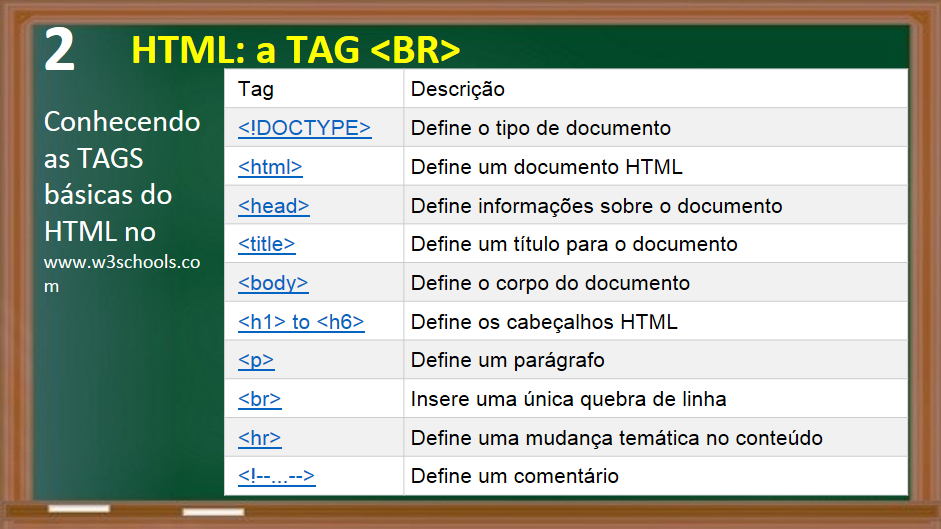 2
HTML: a TAG <BR>
Conhecendo
as TAGS
básicas do
HTML no
www.w3schools.co
m
Tag Descrição
<!DOCTYPE> Define o tipo de documento
<html> Define um documento HTML
<head> Define informações sobre o documento
<title> Define um título para o documento
<body> Define o corpo do documento
<h1> to <h6> Define os cabeçalhos HTML
<p> Define um parágrafo
<br> Insere uma única quebra de linha
<hr> Define uma mudança temática no conteúdo
<!--...--> Define um comentário